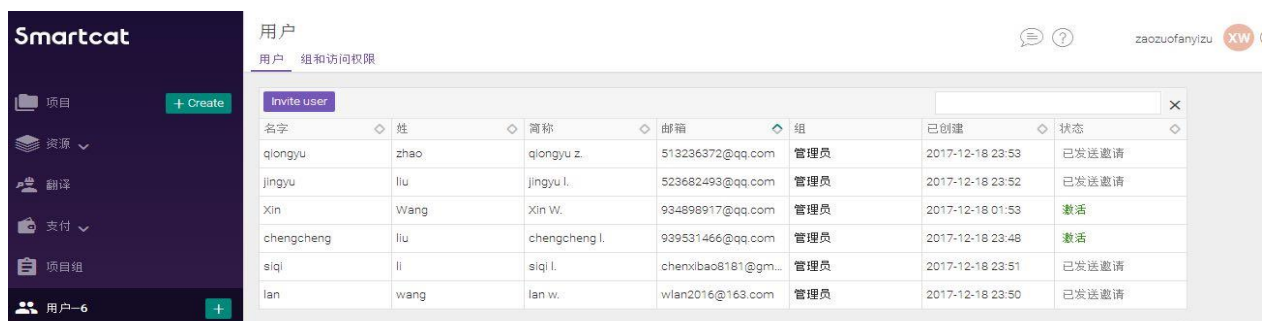 Smartcat
项目
+ Create
资源
翻译
支付
项目组
用户—6
+
用户
用户 组和访问权限
zaozuofanyizu XW
Invite user
名字 姓 简称 邮箱 组 已创建 状态
qiongyu zhao qiongyu z. 513236372@qq.com 管理员 2017-12-18 23:53 已发送邀请
jingyu liu jingyu l. 523682493@qq.com 管理员 2017-12-18 23:52 已发送邀请
Xin Wang Xin W. 934898917@qq.com 管理员 2017-12-18 01:53 激活
chengcheng liu chengcheng l. 939531466@qq.com 管理员 2017-12-18 23:48 激活
siqi li siqi l. chenxibao8181@gm... 管理员 2017-12-18 23:51 已发送邀请
lan wang lan w. wlan2016@163.com 管理员 2017-12-18 23:50 已发送邀请